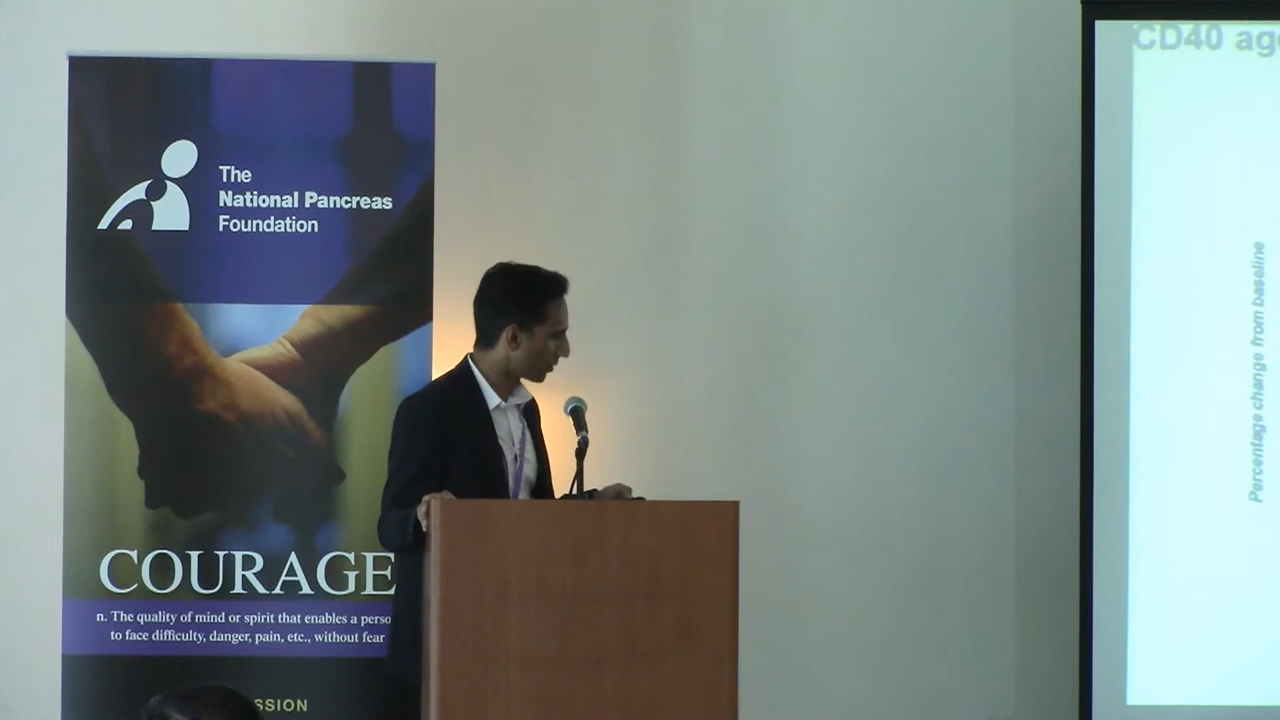 The
National Pancreas
Foundation
COURAGE
n. The quality of mind or spirit that enables a perso
to face difficulty, danger, pain, etc., without fear
SSION
CD40 ag
Percentage change from baseline